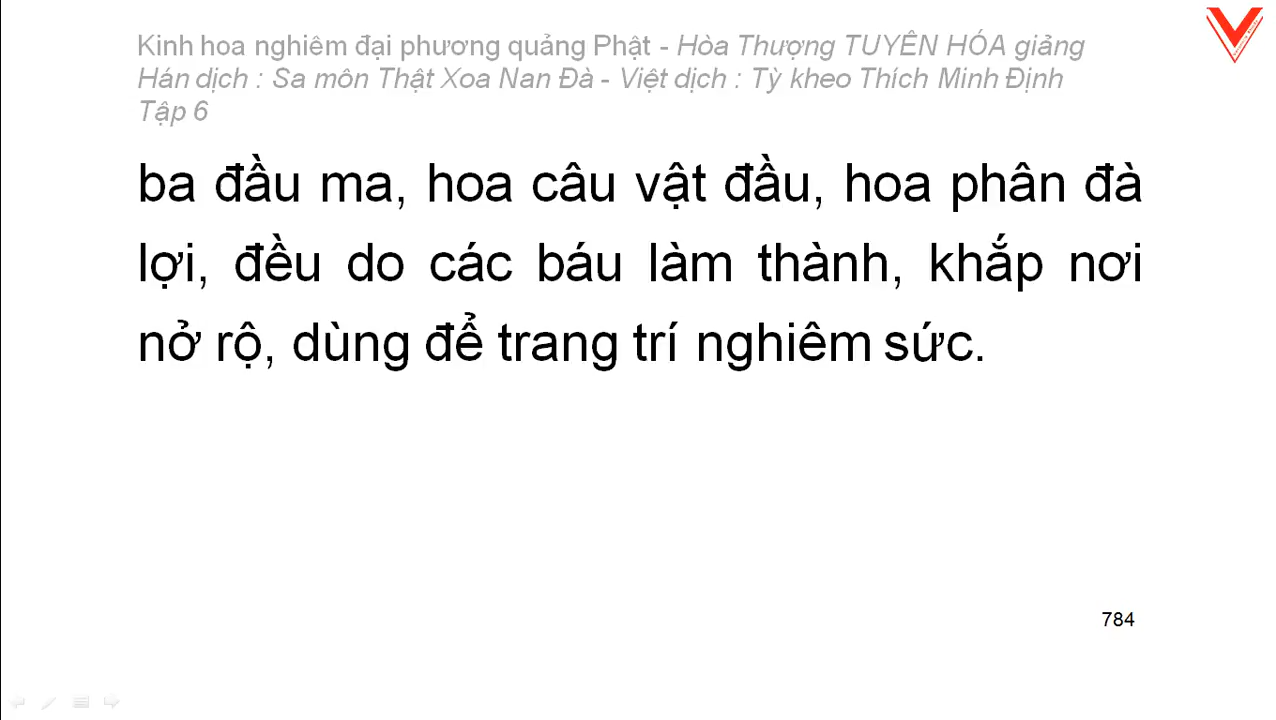 Kinh hoa nghiêm đại phương quảng Phật - Hòa Thượng TUYÊN HÓA giảng
Hán dịch : Sa môn Thật Xoa Nan Đà - Việt dịch : Tỳ kheo Thích Minh Định
Tập 6
ba đầu ma, hoa câu vật đầu, hoa phân đà
lợi, đều do các báu làm thành, khắp nơi
nở rộ, dùng để trang trí nghiêm sức.
784